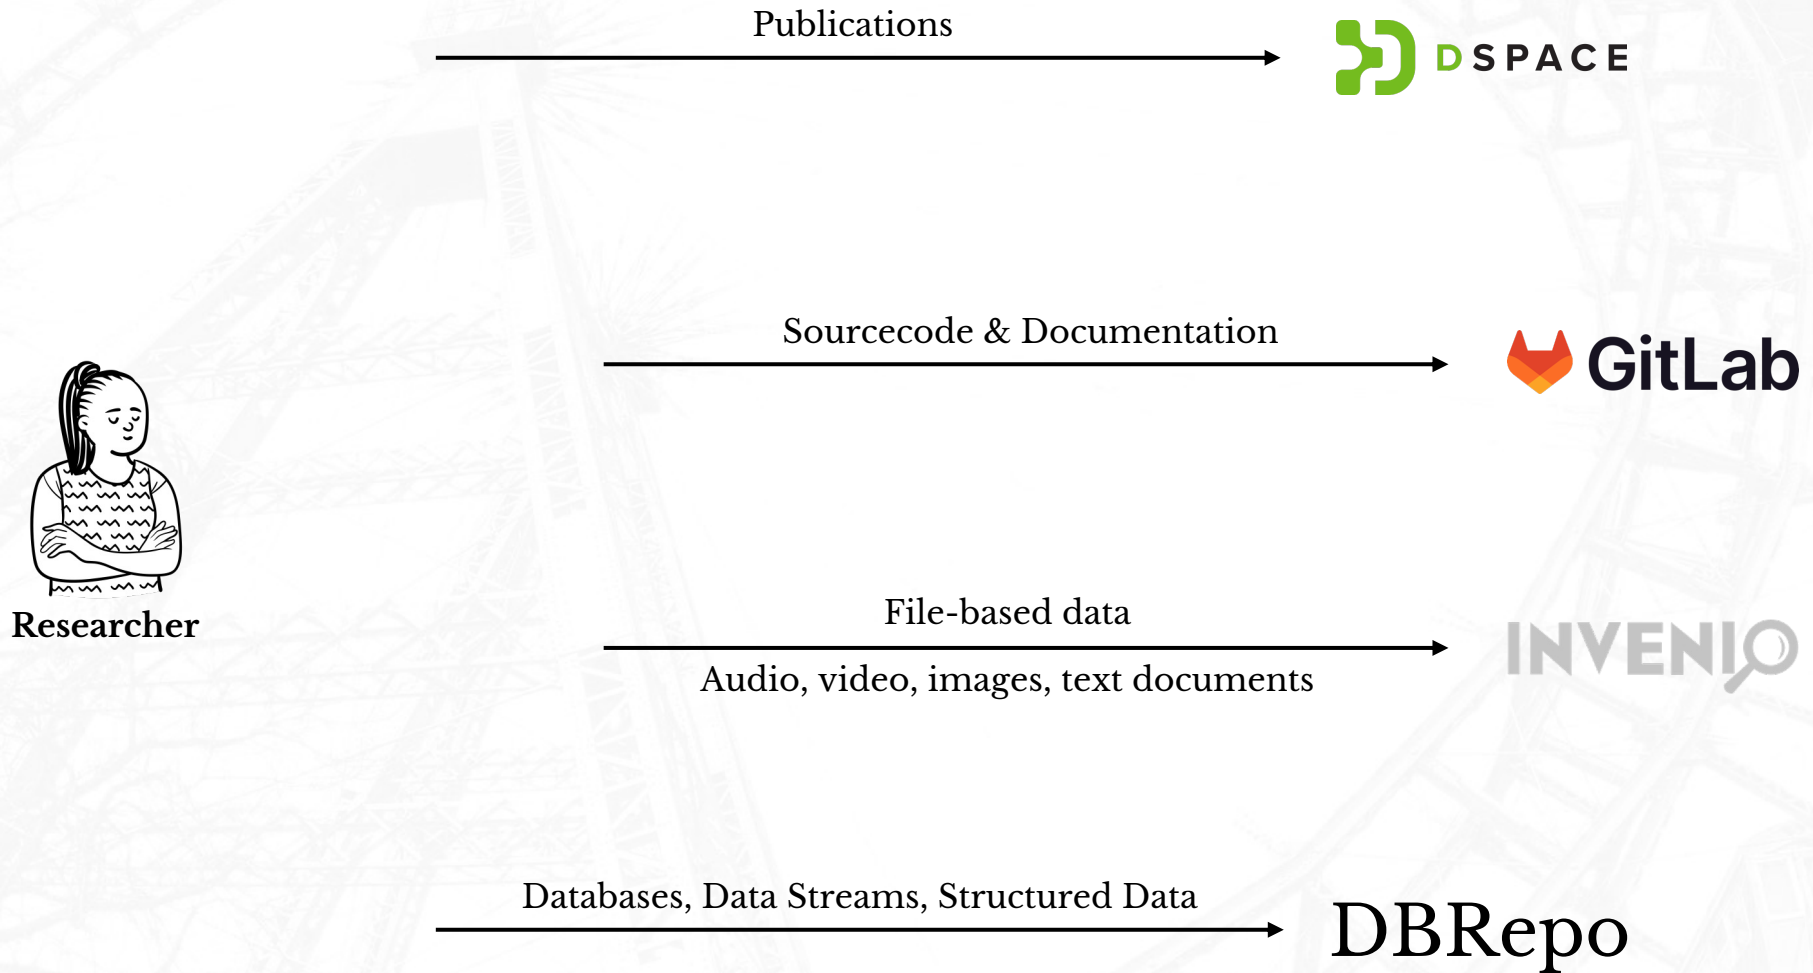 Publications
DSPACE
Sourcecode & Documentation
GitLab
Researcher
File-based data
Audio, video, images, text documents
INVENIO
Databases, Data Streams, Structured Data
DBRepo